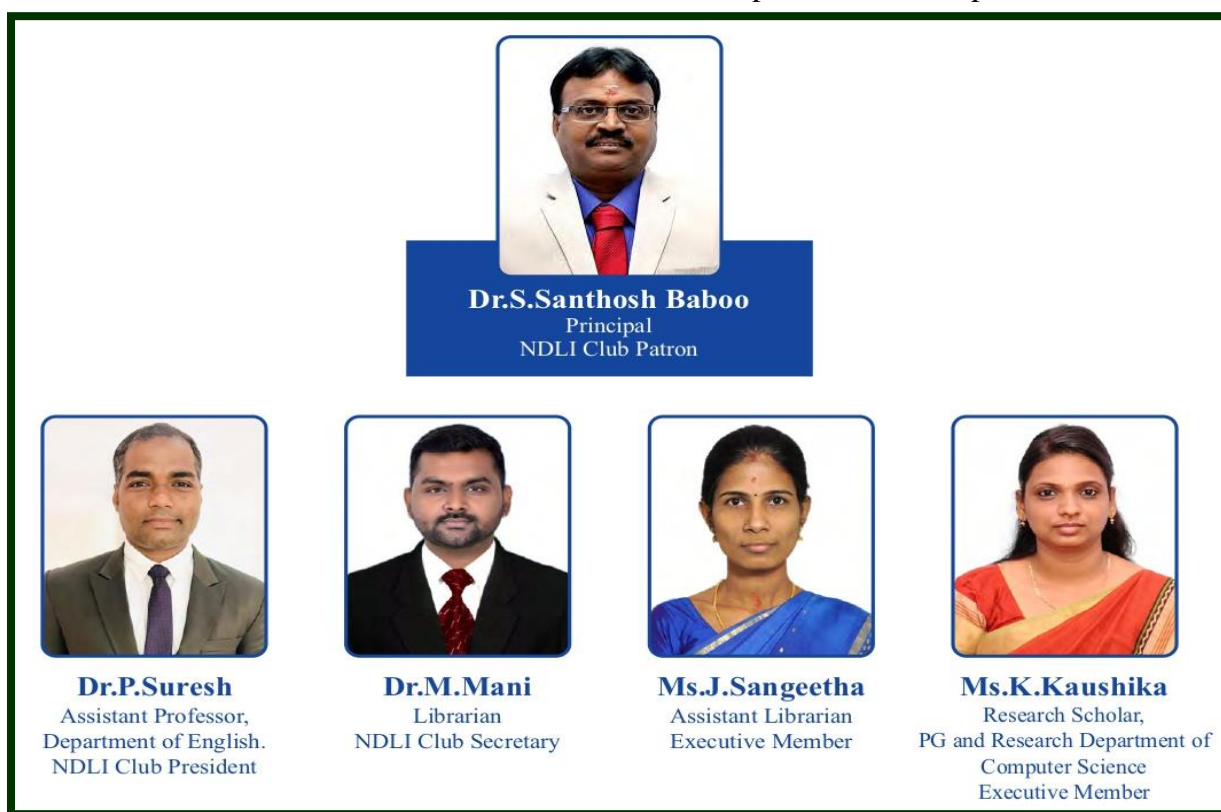 Dr.S.Santhosh Baboo
Principal
NDLI Club Patron
Dr.P.Suresh
Assistant Professor,
Department of English.
NDLI Club President
Dr.M.Mani
Librarian
NDLI Club Secretary
Ms.J.Sangeetha
Assistant Librarian
Executive Member
Ms.K.Kaushika
Research Scholar,
PG and Research Department of
Computer Science
Executive Member